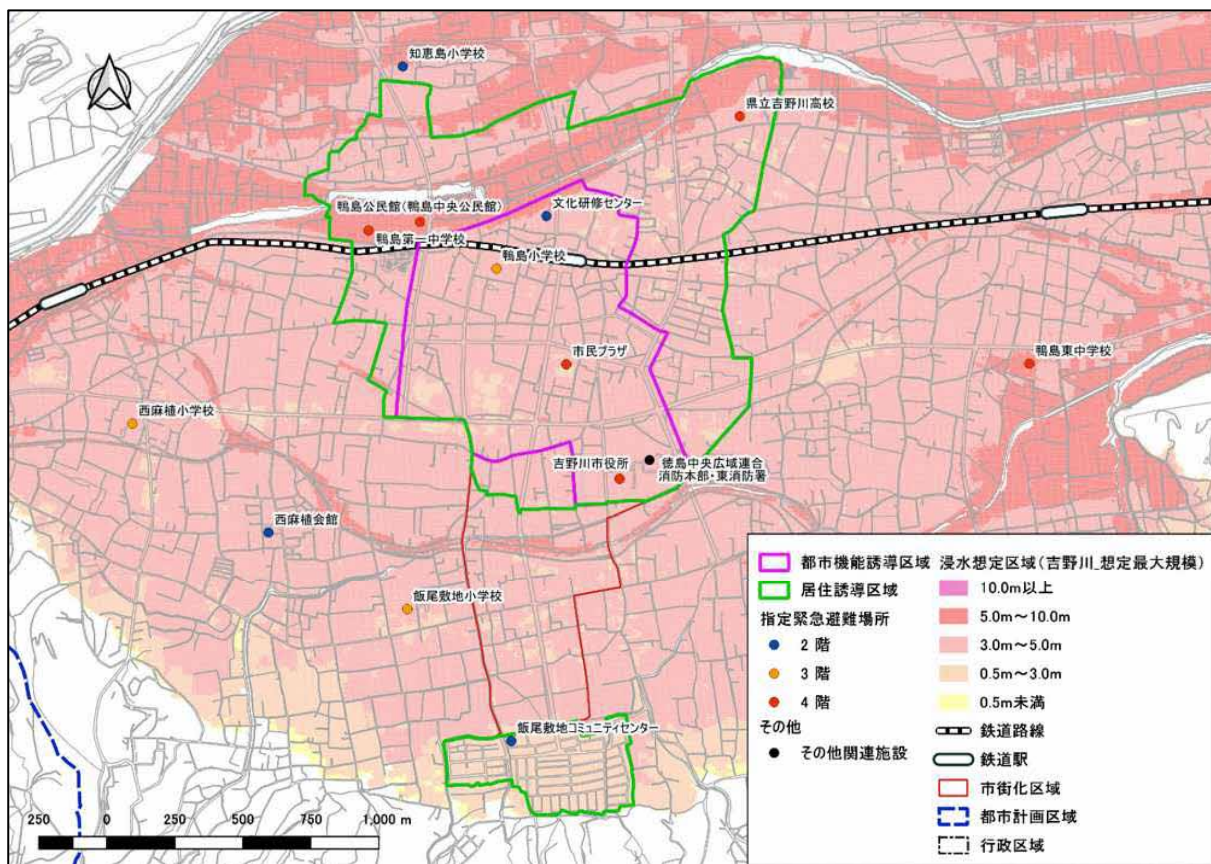 知恵島小学校
県立吉野川高校
鴨島公民館(鴨島中央公民館)
文化研修センター
鴨島第一中学校
鴨島小学校
市民プラザ
鴨島東中学校
西麻植小学校
吉野川市役所
徳島中央広域連合
消防本部・東消防署
西麻植会館
飯尾敷地小学校
飯尾敷地コミュニティセンター
都市機能誘導区域
居住誘導区域
指定緊急避難場所
2 階
3 階
4 階
その他
その他関連施設
浸水想定区域(吉野川_想定最大規模)
10.0m以上
5.0m～10.0m
3.0m～5.0m
0.5m～3.0m
0.5m未満
鉄道路線
鉄道駅
市街化区域
都市計画区域
行政区域
250 0 250 500 750 1,000 m